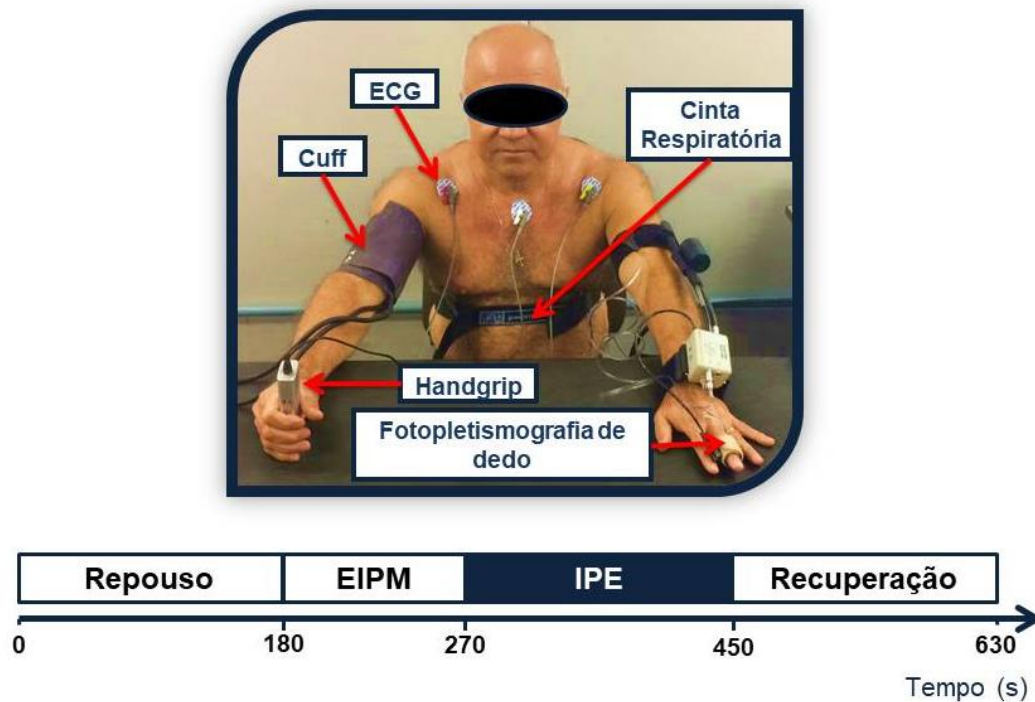 ECG
Cinta
Respiratória
Cuff
Handgrip
Fotopletismografia de
dedo
Repouso
EIPM
IPE
Recuperação
0
180
270
450
630
Tempo (s)